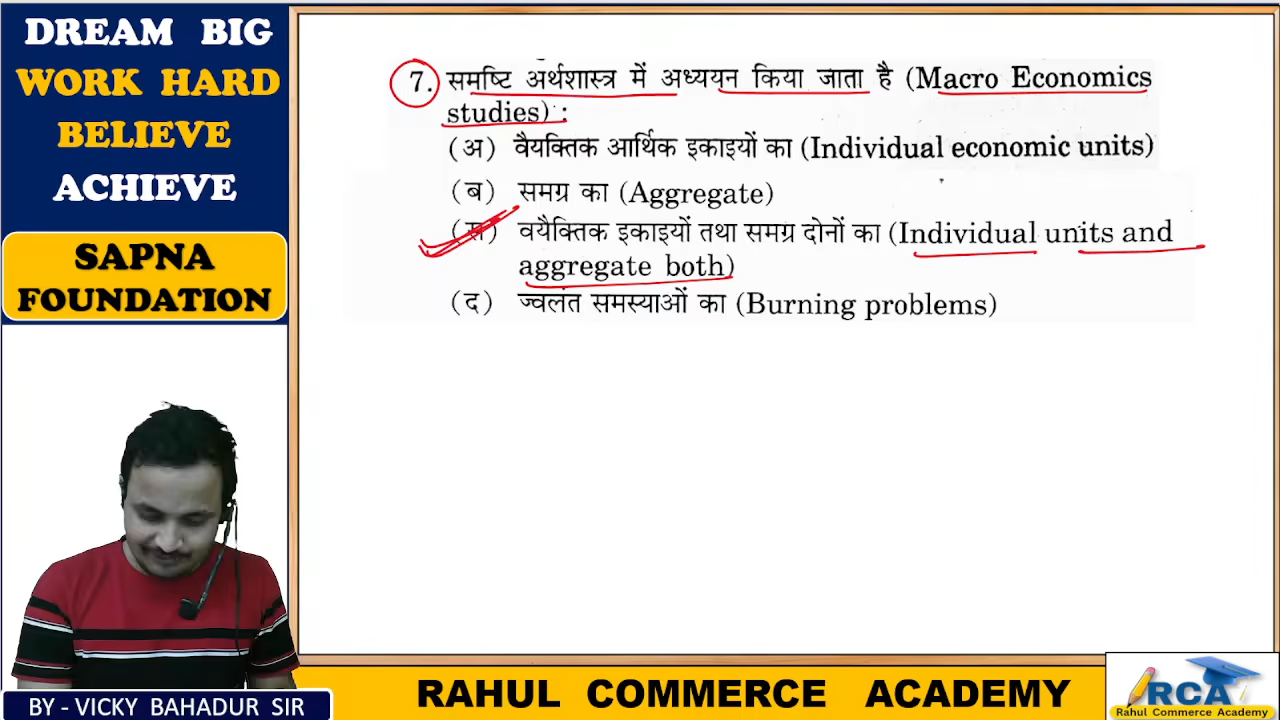 DREAM BIG
WORK HARD
BELIEVE
ACHIEVE
SAPNA
FOUNDATION
7. समष्टि अर्थशास्त्र में अध्ययन किया जाता है (Macro Economics
studies) :
(अ) वैयक्तिक आर्थिक इकाइयों का (Individual economic units)
(ब) समग्र का (Aggregate)
(स) वयैक्तिक इकाइयों तथा समग्र दोनों का (Individual units and
aggregate both)
(द) ज्वलंत समस्याओं का (Burning problems)
BY - VICKY BAHADUR SIR
RAHUL COMMERCE ACADEMY
RCA
Rahul Commerce Academy